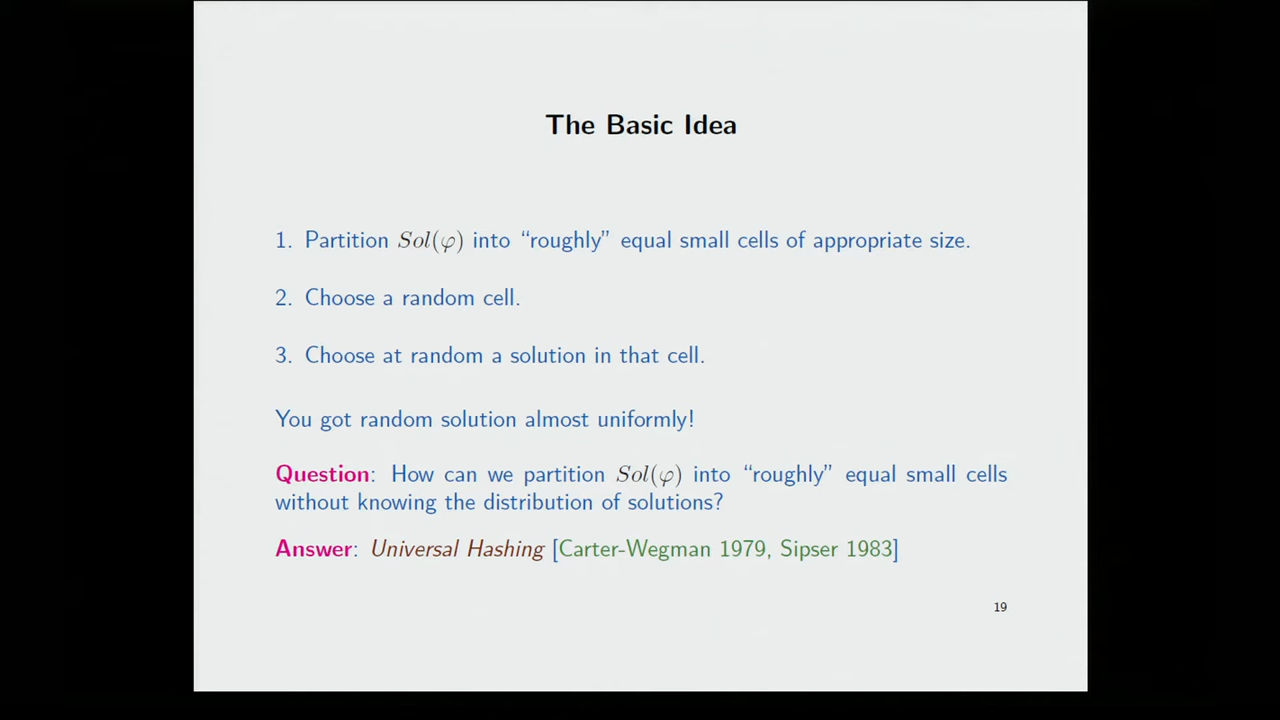 The Basic Idea
1. Partition Sol(φ) into “roughly” equal small cells of appropriate size.
2. Choose a random cell.
3. Choose at random a solution in that cell.
You got random solution almost uniformly!
Question: How can we partition Sol(φ) into “roughly” equal small cells
without knowing the distribution of solutions?
Answer: Universal Hashing [Carter-Wegman 1979, Sipser 1983]
19